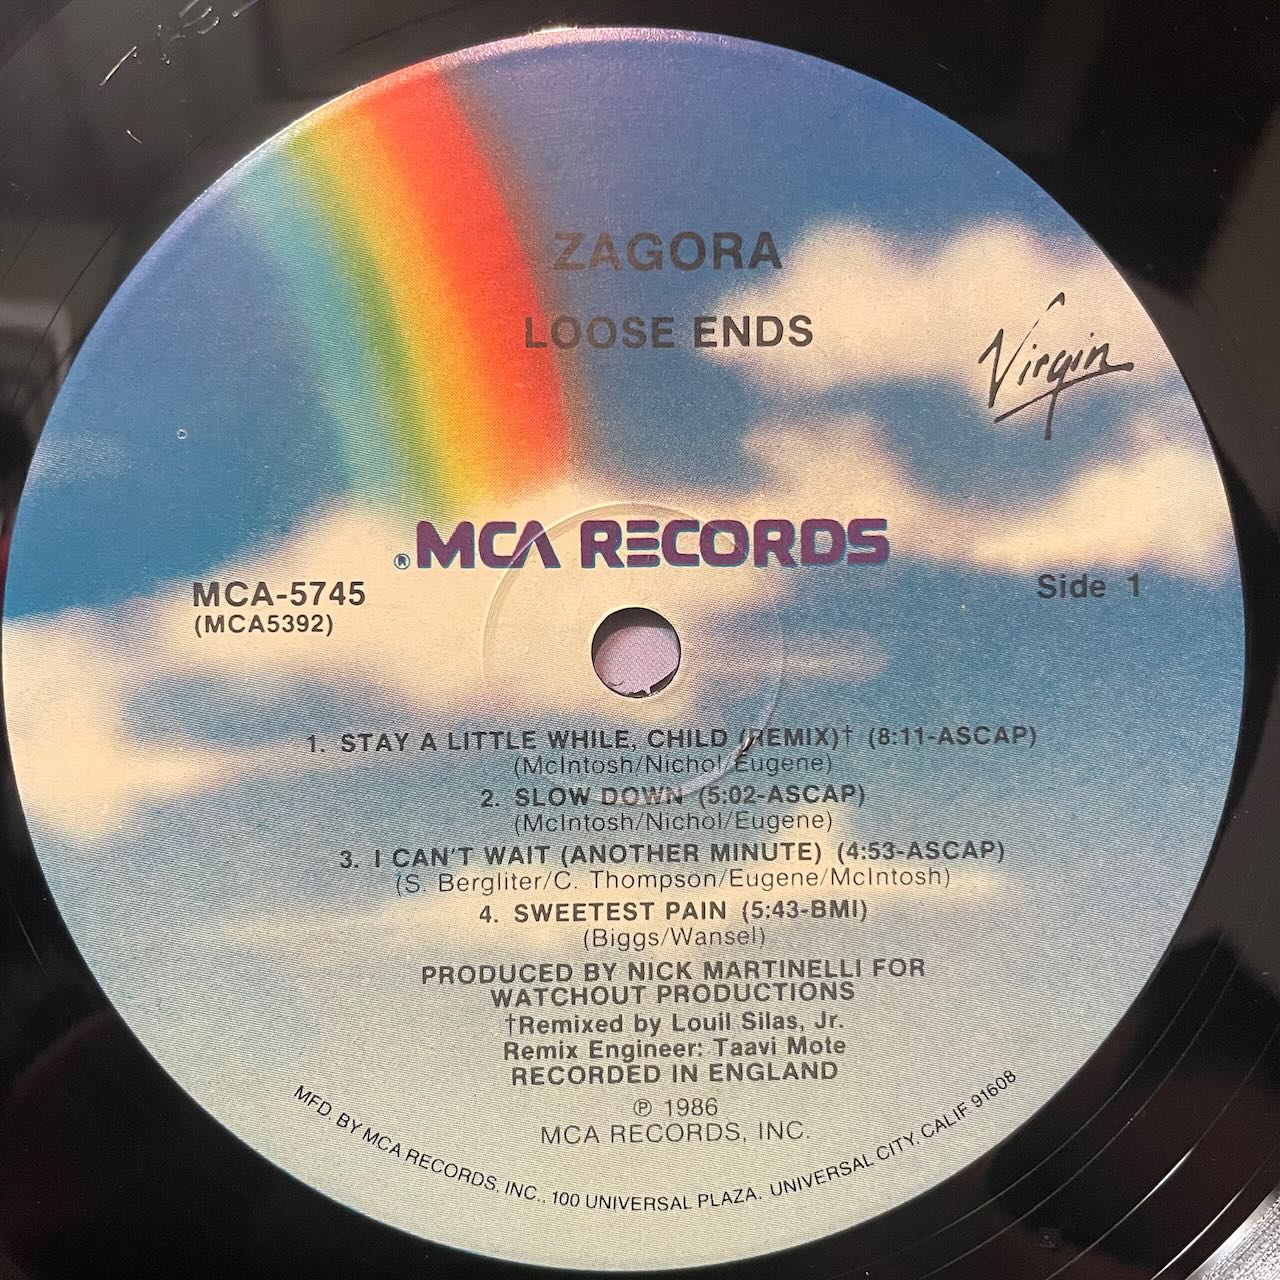 ZAGORA
LOOSE ENDS
Virgin
® MCA RECORDS
MCA-5745
(MCA5392)
Side 1
1. STAY A LITTLE WHILE, CHILD (REMIX)† (8:11-ASCAP)
(McIntosh/Nichol/Eugene)
2. SLOW DOWN (5:02-ASCAP)
(McIntosh/Nichol/Eugene)
3. I CAN'T WAIT (ANOTHER MINUTE) (4:53-ASCAP)
(S. Bergliter/C. Thompson/Eugene/McIntosh)
4. SWEETEST PAIN (5:43-BMI)
(Biggs/Wansel)
PRODUCED BY NICK MARTINELLI FOR
WATCHOUT PRODUCTIONS
†Remixed by Louil Silas, Jr.
Remix Engineer: Taavi Mote
RECORDED IN ENGLAND
℗ 1986
MCA RECORDS, INC.
MFD. BY MCA RECORDS, INC., 100 UNIVERSAL PLAZA, UNIVERSAL CITY, CALIF 91608